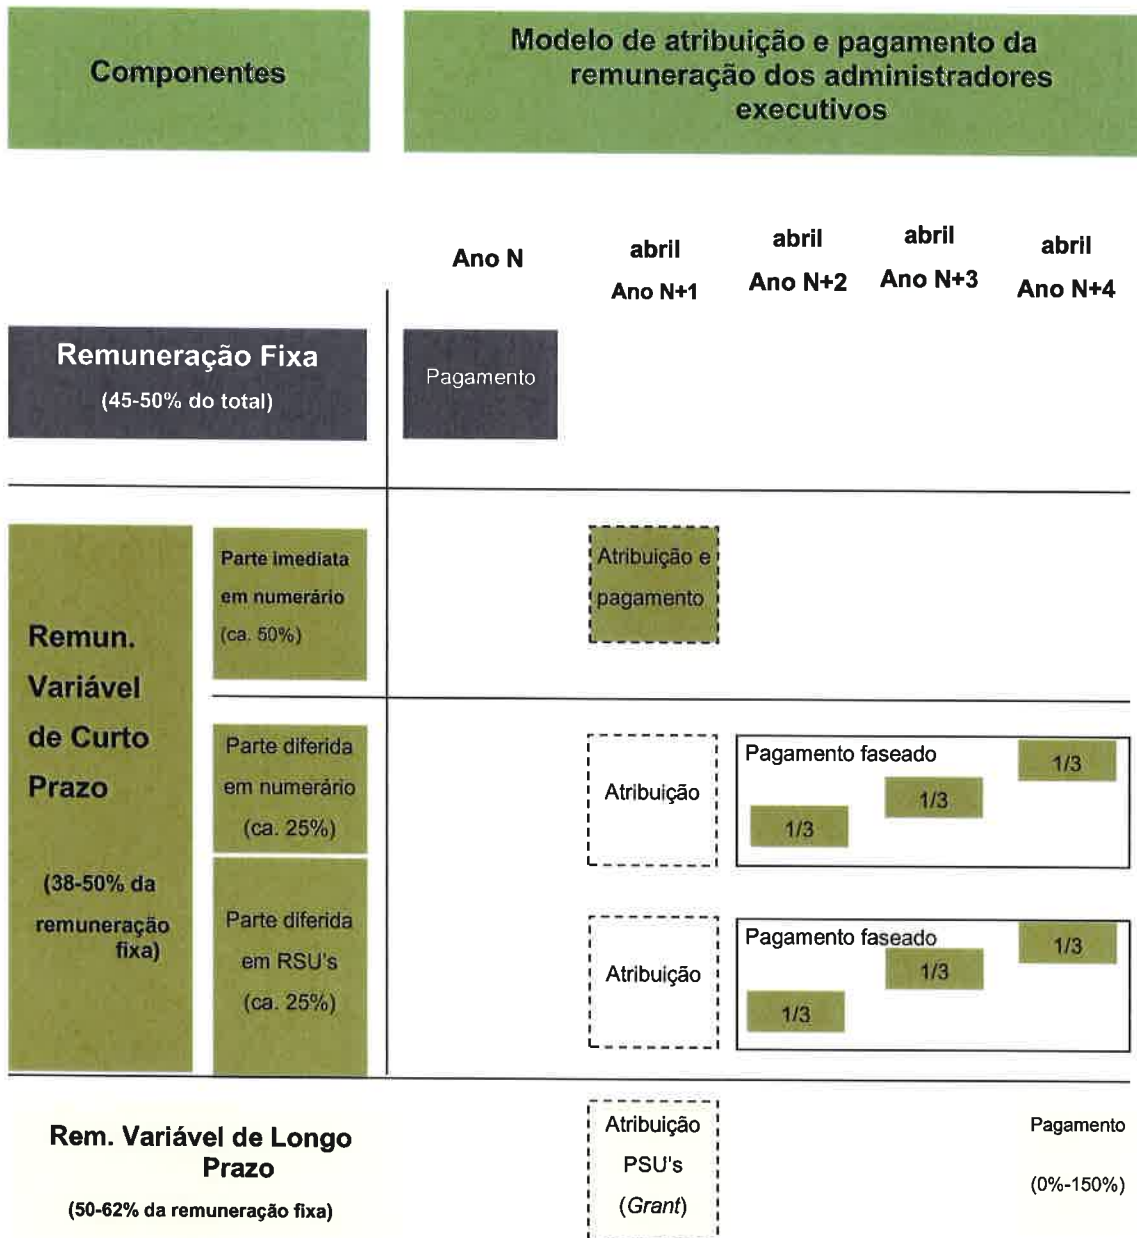 Componentes
Modelo de atribuição e pagamento da
remuneração dos administradores
executivos
Ano N
abril
Ano N+1
abril
Ano N+2
abril
Ano N+3
abril
Ano N+4
Remuneração Fixa
(45-50% do total)
Pagamento
Remun.
Variável
de Curto
Prazo
(38-50% da
remuneração
fixa)
Parte imediata
em numerário
(ca. 50%)
Atribuição e
pagamento
Parte diferida
em numerário
(ca. 25%)
Atribuição
Pagamento faseado
1/3
1/3
1/3
Parte diferida
em RSU's
(ca. 25%)
Atribuição
Pagamento faseado
1/3
1/3
1/3
Rem. Variável de Longo
Prazo
(50-62% da remuneração fixa)
Atribuição
PSU's
(Grant)
Pagamento
(0%-150%)